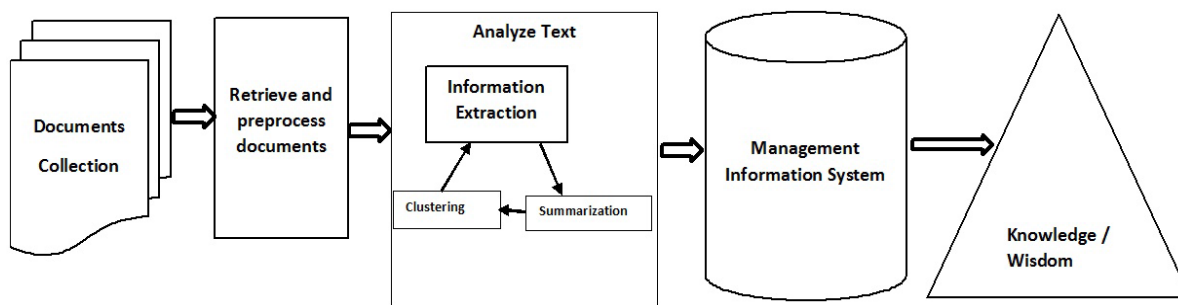 Documents
Collection
Retrieve and
preprocess
documents
Analyze Text
Information
Extraction
Clustering
Summarization
Management
Information System
Knowledge /
Wisdom